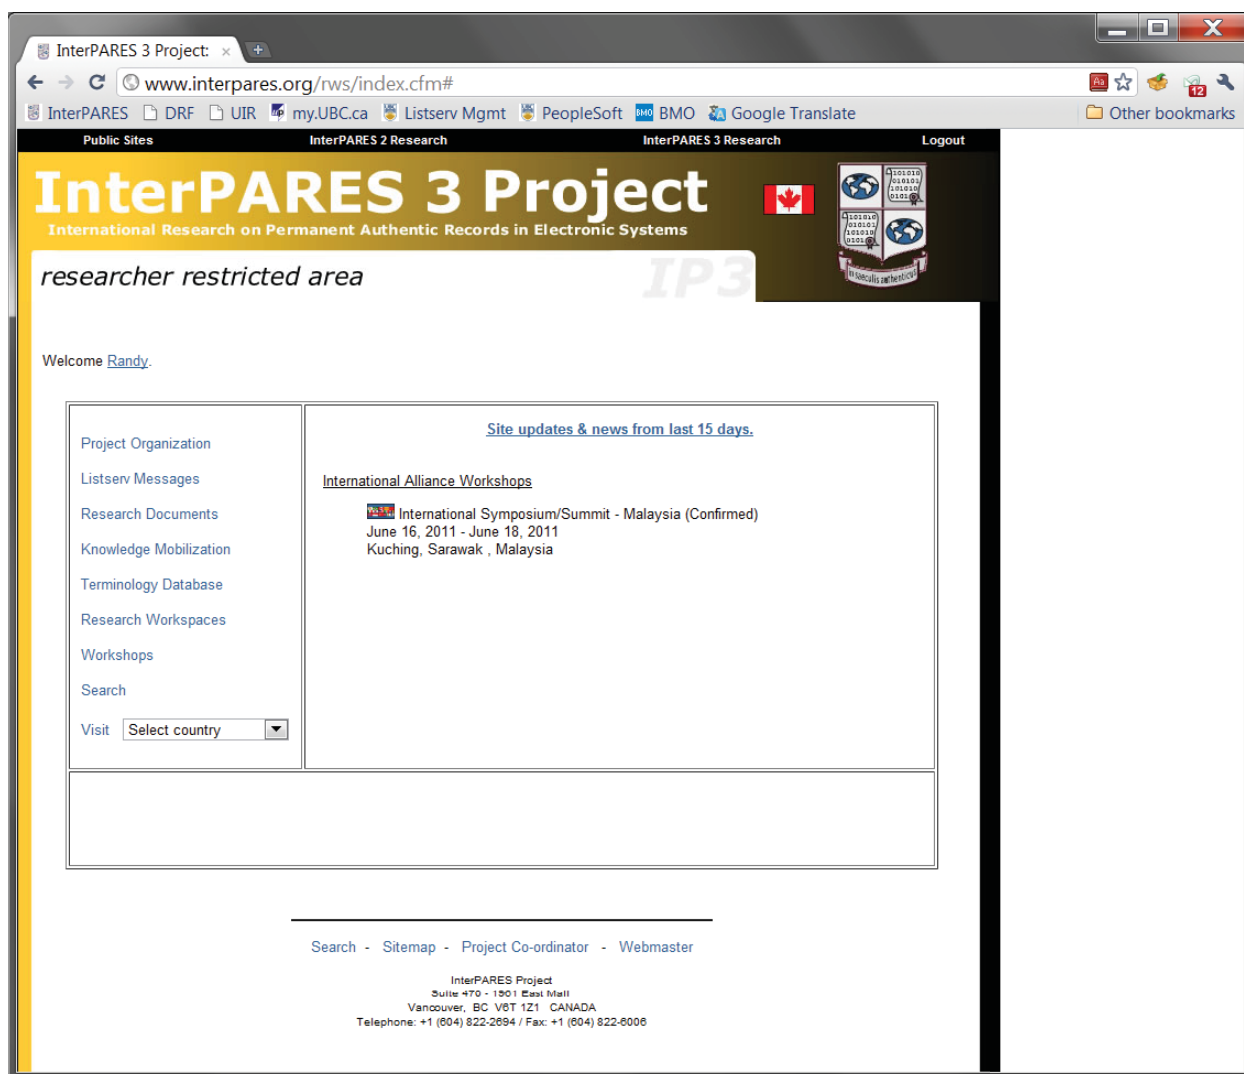 InterPARES 3 Project:
www.interpares.org/rws/index.cfm#
12
InterPARES DRF UIR my.UBC.ca Listserv Mgmt PeopleSoft BMO BMO Google Translate Other bookmarks
Public Sites InterPARES 2 Research InterPARES 3 Research Logout
InterPARES 3 Project
International Research on Permanent Authentic Records in Electronic Systems
researcher restricted area
IP3
in saeculis authenticus
Welcome Randy.
Site updates & news from last 15 days.
Project Organization
Listserv Messages
International Alliance Workshops
Research Documents
International Symposium/Summit - Malaysia (Confirmed)
June 16, 2011 - June 18, 2011
Kuching, Sarawak , Malaysia
Knowledge Mobilization
Terminology Database
Research Workspaces
Workshops
Search
Visit Select country
Search - Sitemap - Project Co-ordinator - Webmaster
InterPARES Project
Suite 470 - 1961 East Mall
Vancouver, BC V6T 1Z1 CANADA
Telephone: +1 (604) 822-2694 / Fax: +1 (604) 822-6006